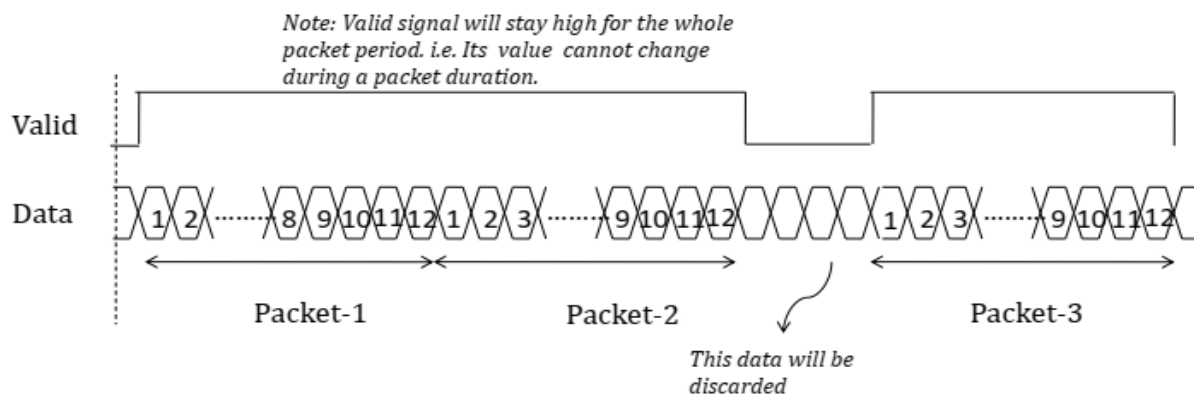 Note: Valid signal will stay high for the whole
packet period. i.e. Its value cannot change
during a packet duration.
Valid
Data
1 2 ........ 8 9 10 11 12 1 2 3 ........ 9 10 11 12 1 2 3 ........ 9 10 11 12
Packet-1 Packet-2 Packet-3
This data will be
discarded